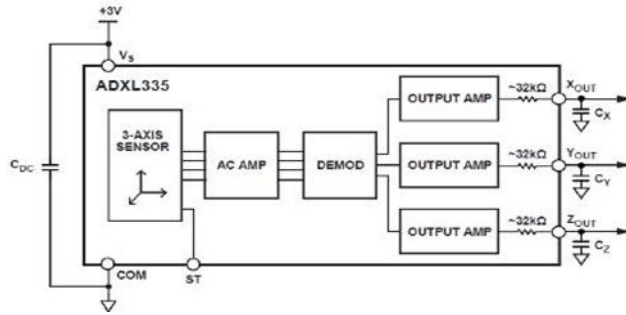 +3V
VS
ADXL335
3-AXIS
SENSOR
AC AMP
DEMOD
OUTPUT AMP
~32kΩ
XOUT
CX
OUTPUT AMP
~32kΩ
YOUT
CY
OUTPUT AMP
~32kΩ
ZOUT
CZ
CDC
COM
ST